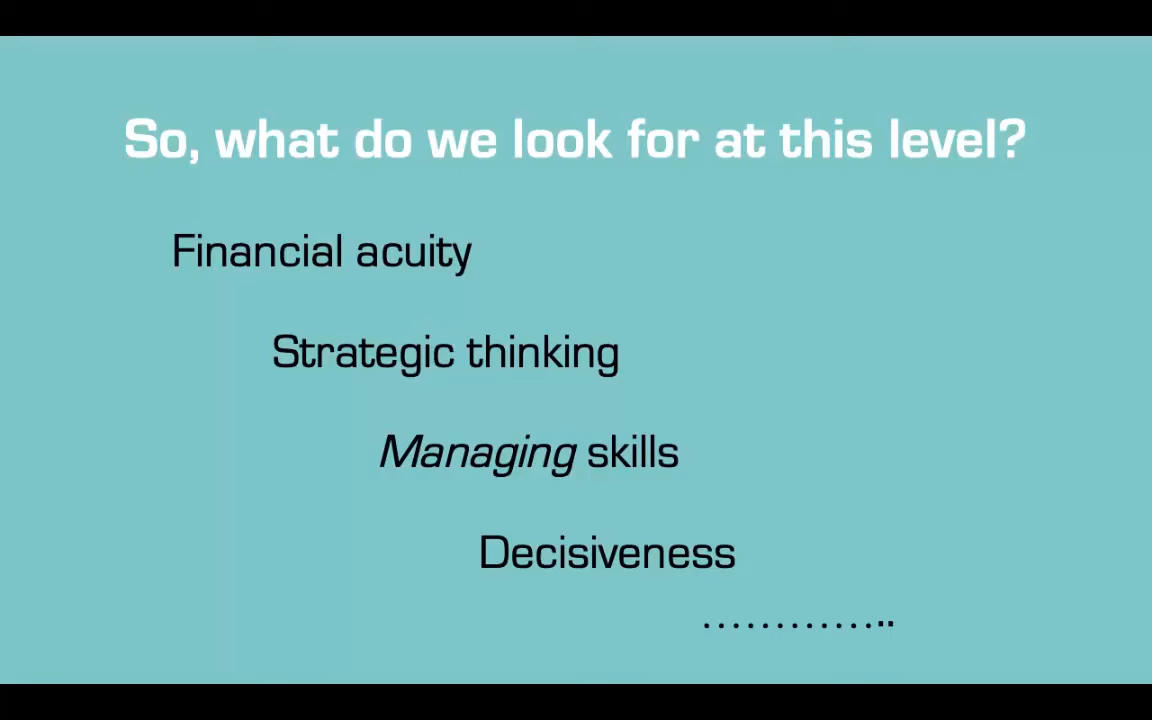 So, what do we look for at this level?
Financial acuity
Strategic thinking
Managing skills
Decisiveness
…………..